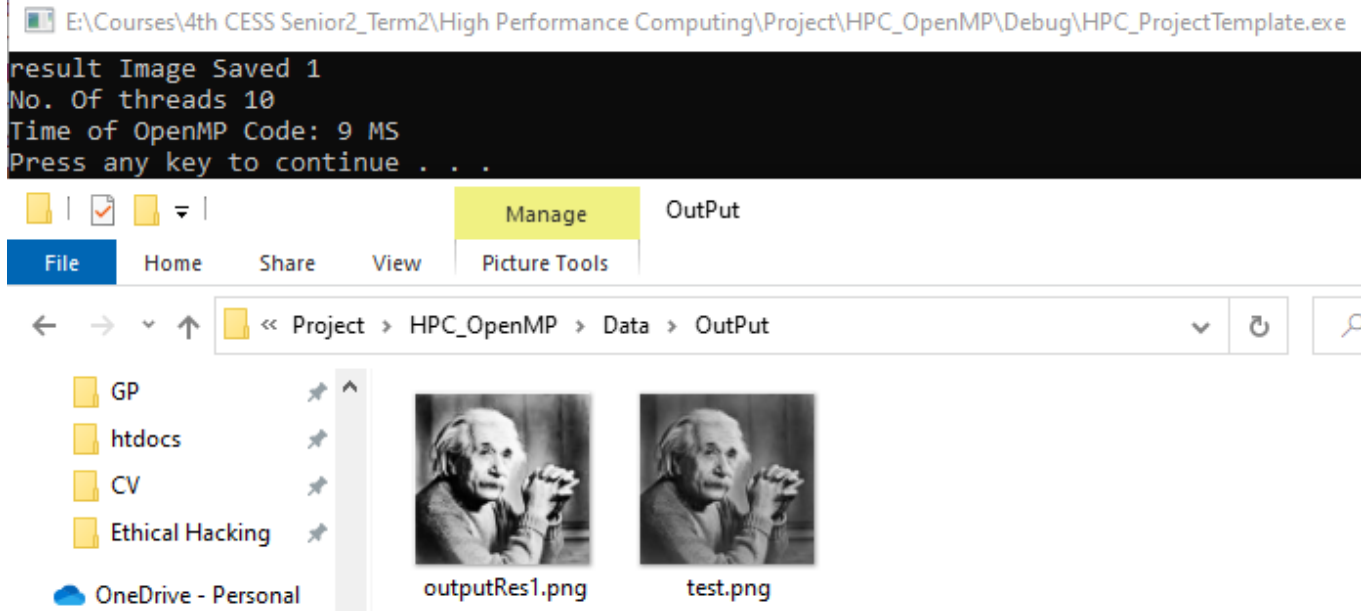 E:\Courses\4th CESS Senior2_Term2\High Performance Computing\Project\HPC_OpenMP\Debug\HPC_ProjectTemplate.exe
result Image Saved 1
No. Of threads 10
Time of OpenMP Code: 9 MS
Press any key to continue . . .
Manage OutPut
File Home Share View Picture Tools
« Project > HPC_OpenMP > Data > OutPut
GP
htdocs
CV
Ethical Hacking
OneDrive - Personal
outputRes1.png test.png